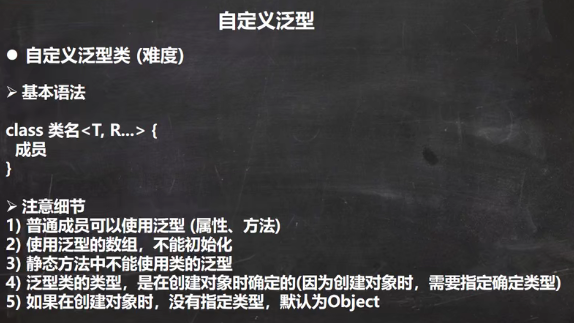 自定义泛型
● 自定义泛型类 (难度)
➢ 基本语法
class 类名<T, R...> {
成员
}
➢ 注意细节
1) 普通成员可以使用泛型 (属性、方法)
2) 使用泛型的数组，不能初始化
3) 静态方法中不能使用类的泛型
4) 泛型类的类型，是在创建对象时确定的(因为创建对象时，需要指定确定类型)
5) 如果在创建对象时，没有指定类型，默认为Object